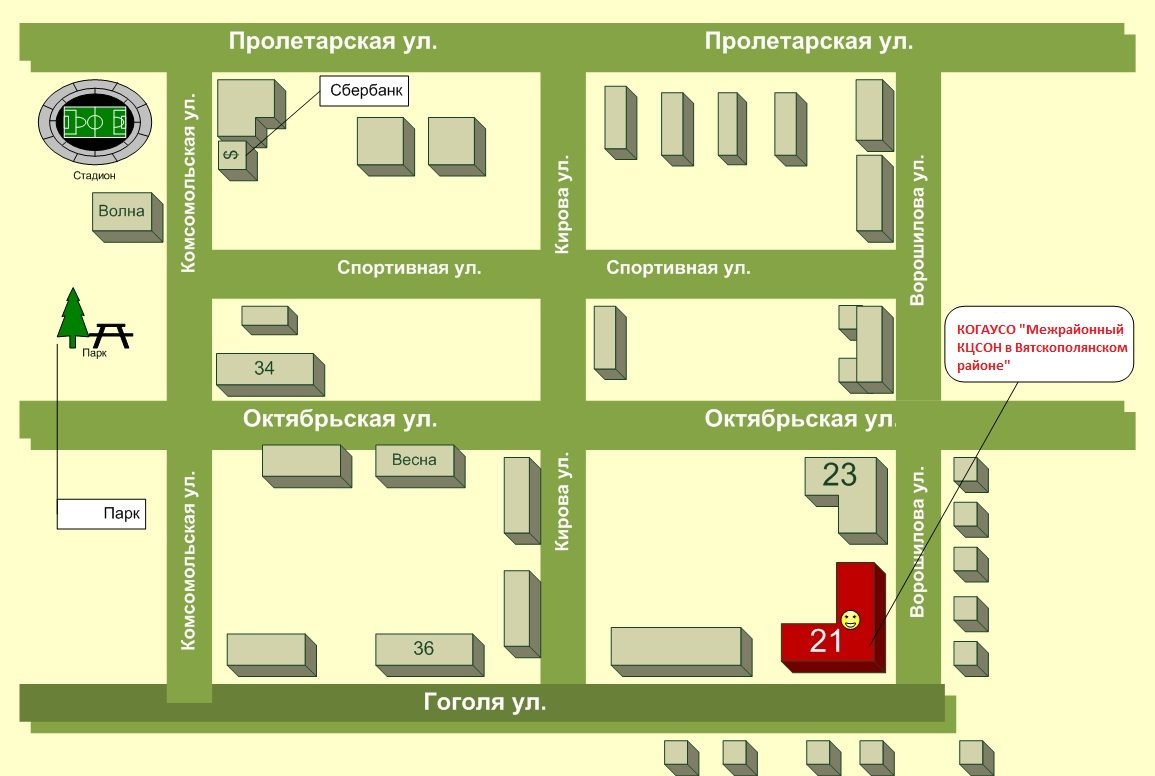 Пролетарская ул.
Пролетарская ул.
Сбербанк
Комсомольская ул.
$
Стадион
Волна
Кирова ул.
Ворошилова ул.
Спортивная ул.
Спортивная ул.
Парк
34
КОГАУСО "Межрайонный
КЦСОН в Вятскополянском
районе"
Октябрьская ул.
Октябрьская ул.
Весна
23
Парк
Комсомольская ул.
Кирова ул.
Ворошилова ул.
36
21
Гоголя ул.